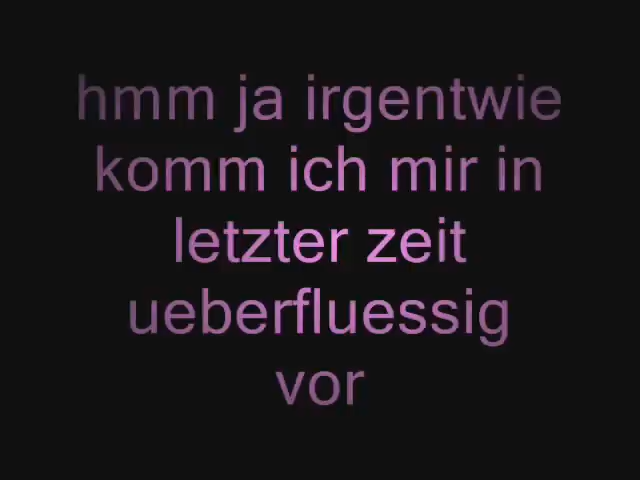 hmm ja irgentwie
komm ich mir in
letzter zeit
ueberfluessig
vor